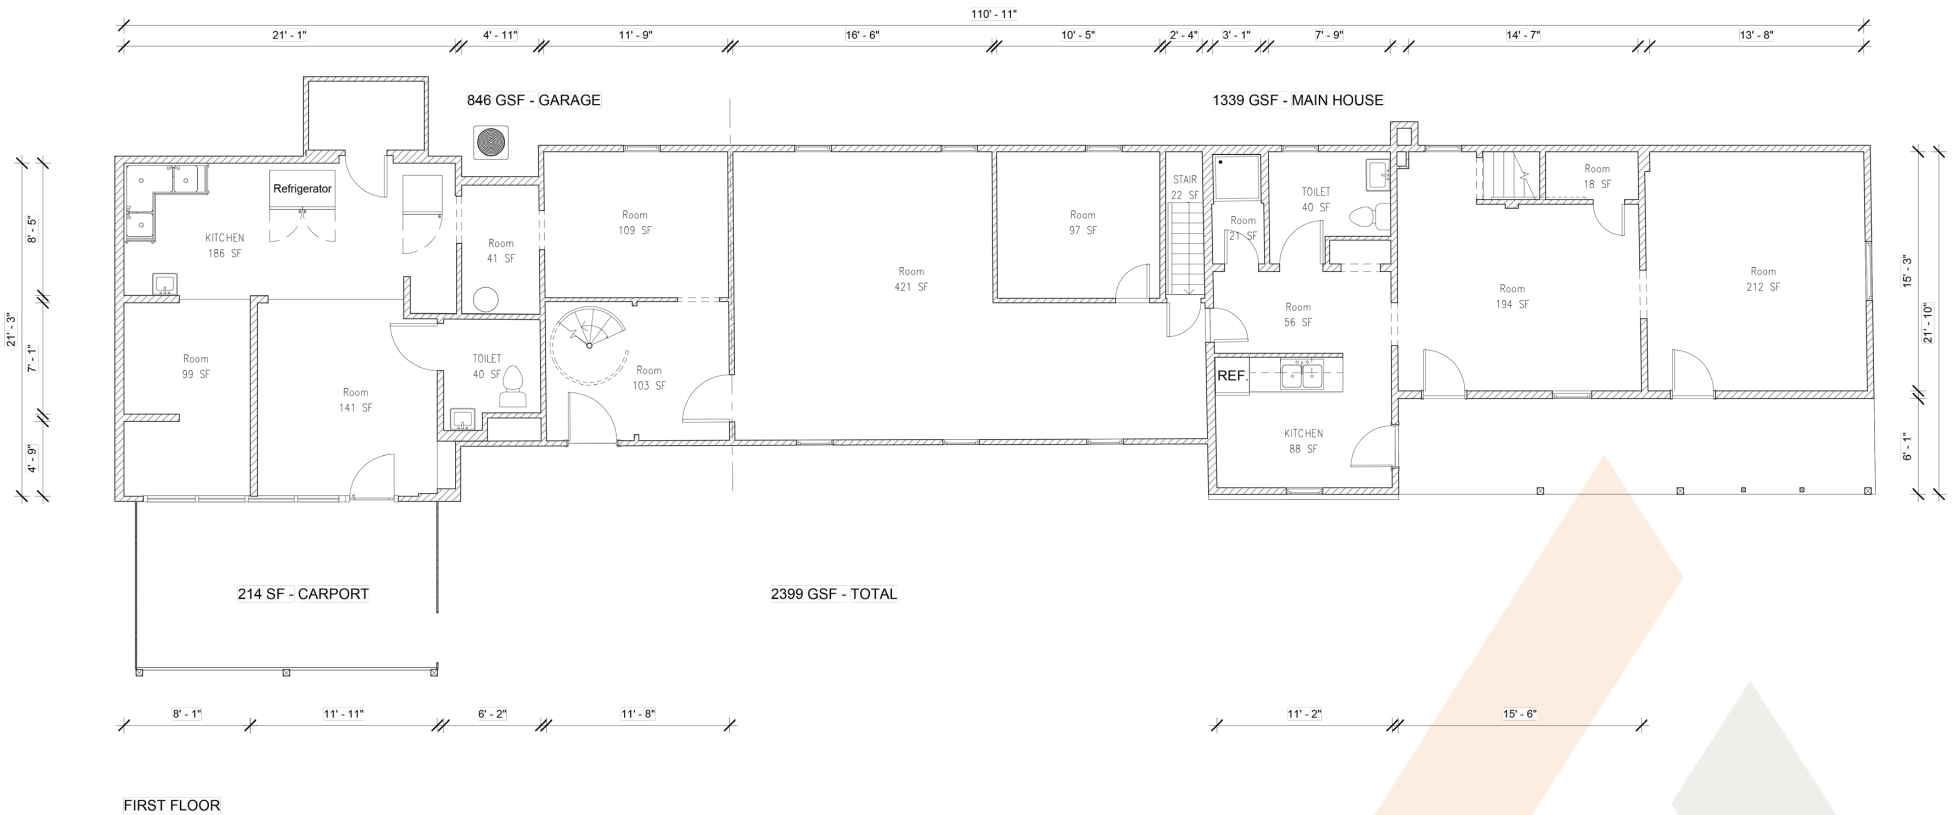 110' - 11"
21' - 1"
4' - 11"
11' - 9"
16' - 6"
10' - 5"
2' - 4"
3' - 1"
7' - 9"
14' - 7"
13' - 8"
846 GSF - GARAGE
1339 GSF - MAIN HOUSE
21' - 3"
8' - 5"
7' - 1"
4' - 9"
Refrigerator
KITCHEN
186 SF
Room
41 SF
Room
109 SF
Room
421 SF
Room
97 SF
STAIR
22 SF
Room
21 SF
TOILET
40 SF
Room
18 SF
Room
56 SF
Room
194 SF
Room
212 SF
15' - 3"
21' - 10"
6' - 1"
Room
99 SF
Room
141 SF
TOILET
40 SF
Room
103 SF
REF.
KITCHEN
88 SF
214 SF - CARPORT
2399 GSF - TOTAL
8' - 1"
11' - 11"
6' - 2"
11' - 8"
11' - 2"
15' - 6"
FIRST FLOOR